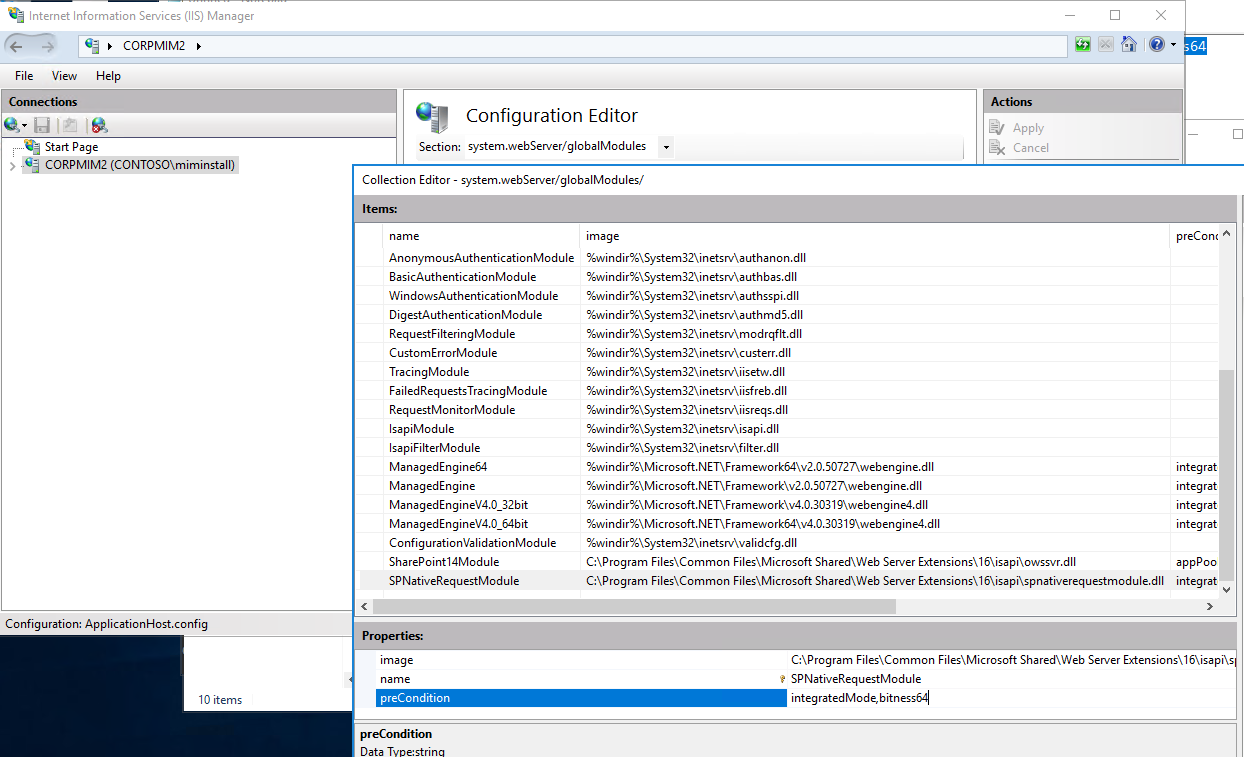 Internet Information Services (IIS) Manager
CORPMIM2
s64
File View Help
Connections
Start Page
CORPMIM2 (CONTOSO\miminstall)
Configuration Editor
Section: system.webServer/globalModules
Actions
Apply
Cancel
Collection Editor - system.webServer/globalModules/
Items:
name image preCond
AnonymousAuthenticationModule %windir%\System32\inetsrv\authanon.dll
BasicAuthenticationModule %windir%\System32\inetsrv\authbas.dll
WindowsAuthenticationModule %windir%\System32\inetsrv\authsspi.dll
DigestAuthenticationModule %windir%\System32\inetsrv\authmd5.dll
RequestFilteringModule %windir%\System32\inetsrv\modrqflt.dll
CustomErrorModule %windir%\System32\inetsrv\custerr.dll
TracingModule %windir%\System32\inetsrv\iisetw.dll
FailedRequestsTracingModule %windir%\System32\inetsrv\iisfreb.dll
RequestMonitorModule %windir%\System32\inetsrv\iisreqs.dll
IsapiModule %windir%\System32\inetsrv\isapi.dll
IsapiFilterModule %windir%\System32\inetsrv\filter.dll
ManagedEngine64 %windir%\Microsoft.NET\Framework64\v2.0.50727\webengine.dll integrat
ManagedEngine %windir%\Microsoft.NET\Framework\v2.0.50727\webengine.dll integrat
ManagedEngineV4.0_32bit %windir%\Microsoft.NET\Framework\v4.0.30319\webengine4.dll integrat
ManagedEngineV4.0_64bit %windir%\Microsoft.NET\Framework64\v4.0.30319\webengine4.dll integrat
ConfigurationValidationModule %windir%\System32\inetsrv\validcfg.dll
SharePoint14Module C:\Program Files\Common Files\Microsoft Shared\Web Server Extensions\16\isapi\owssvr.dll appPoo
SPNativeRequestModule C:\Program Files\Common Files\Microsoft Shared\Web Server Extensions\16\isapi\spnativerequestmodule.dll integrat
Configuration: ApplicationHost.config
10 items
Properties:
image C:\Program Files\Common Files\Microsoft Shared\Web Server Extensions\16\isapi\sp
name SPNativeRequestModule
preCondition integratedMode,bitness64
preCondition
Data Type:string